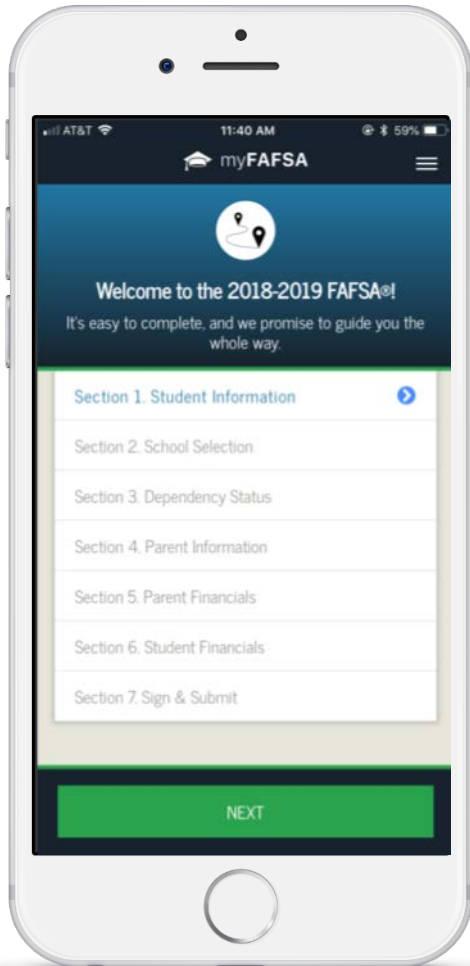 AT&T 11:40 AM 59%
myFAFSA
Welcome to the 2018-2019 FAFSA®!
It's easy to complete, and we promise to guide you the
whole way.
Section 1. Student Information
Section 2. School Selection
Section 3. Dependency Status
Section 4. Parent Information
Section 5. Parent Financials
Section 6. Student Financials
Section 7. Sign & Submit
NEXT